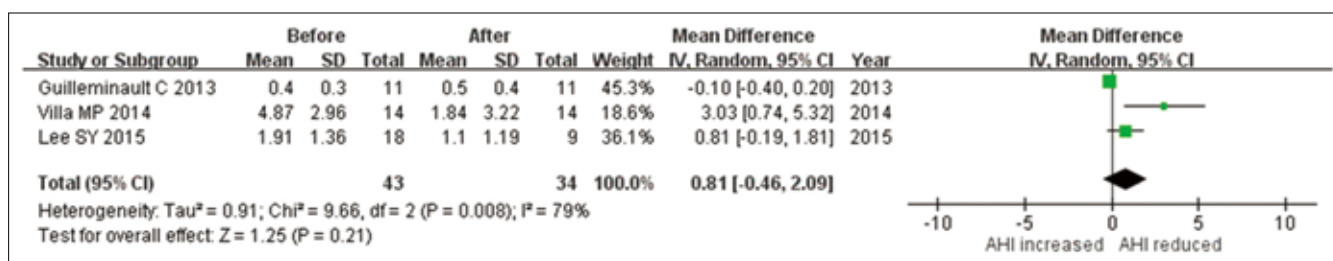 Before After Mean Difference Mean Difference
Study or Subgroup Mean SD Total Mean SD Total Weight IV, Random, 95% CI Year IV, Random, 95% CI
Guilleminault C 2013 0.4 0.3 11 0.5 0.4 11 45.3% -0.10 [-0.40, 0.20] 2013
Villa MP 2014 4.87 2.96 14 1.84 3.22 14 18.6% 3.03 [0.74, 5.32] 2014
Lee SY 2015 1.91 1.36 18 1.1 1.19 9 36.1% 0.81 [-0.19, 1.81] 2015
Total (95% CI) 43 34 100.0% 0.81 [-0.46, 2.09]
Heterogeneity: Tau² = 0.91; Chi² = 9.66, df = 2 (P = 0.008); I² = 79%
Test for overall effect: Z = 1.25 (P = 0.21)
-10 -5 0 5 10
AHI increased AHI reduced